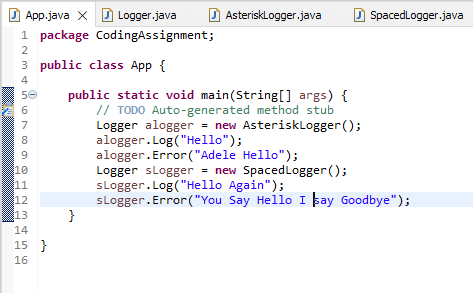 App.java Logger.java AsteriskLogger.java SpacedLogger.java
1 package CodingAssignment;
2
3 public class App {
4
5 public static void main(String[] args) {
6 // TODO Auto-generated method stub
7 Logger alogger = new AsteriskLogger();
8 alogger.Log("Hello");
9 alogger.Error("Adele Hello");
10 Logger sLogger = new SpacedLogger();
11 sLogger.Log("Hello Again");
12 sLogger.Error("You Say Hello I say Goodbye");
13 }
14
15 }
16